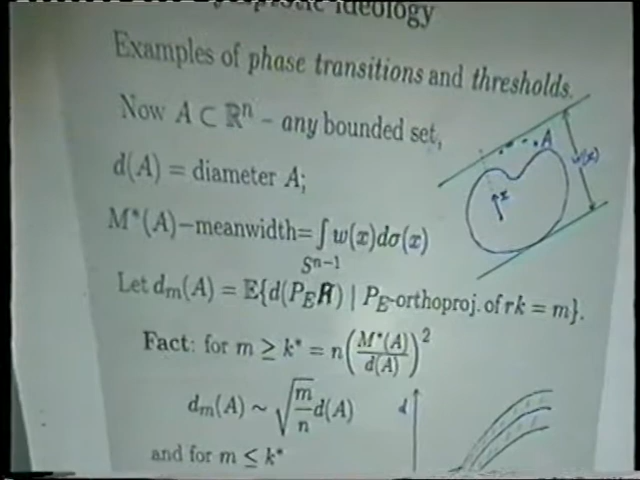 ideology
Examples of phase transitions and thresholds.
Now A ⊂ ℝⁿ – any bounded set,
d(A) = diameter A;
M*(A)–meanwidth= ∫ w(x)dσ(x)
Sⁿ⁻¹
Let dₘ(A) = 𝔼{d(P_E A) | P_E-orthoproj. of rk = m}.
Fact: for m ≥ k* = n(M*(A)/d(A))²
dₘ(A) ~ √(m/n) d(A)
and for m ≤ k*
A
w(x)
x
d